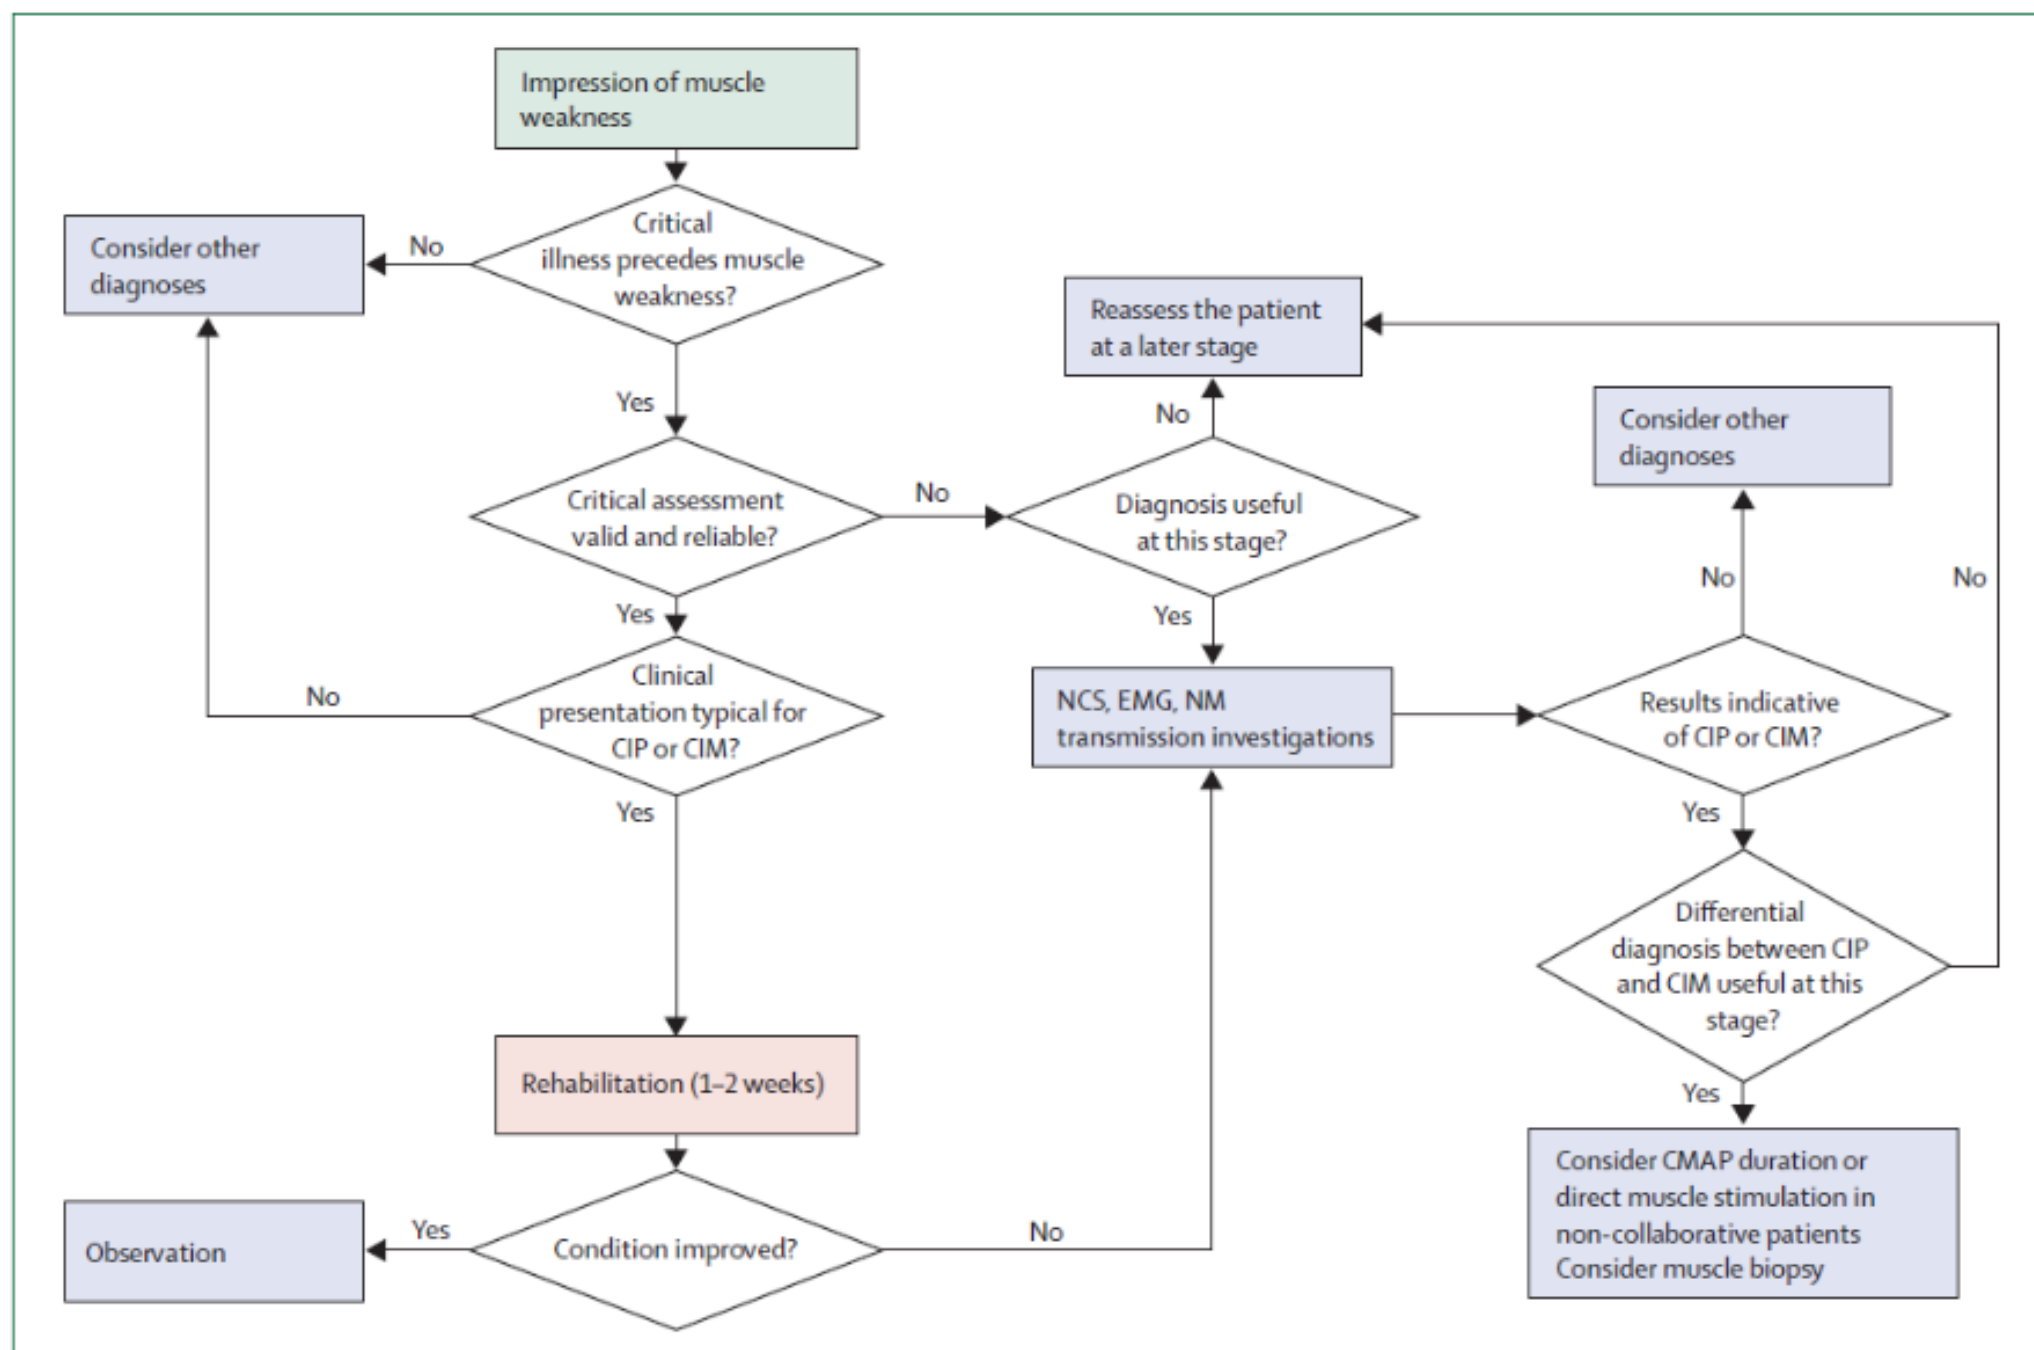 Impression of muscle
weakness
Critical
illness precedes muscle
weakness?
No
Consider other
diagnoses
Yes
Critical assessment
valid and reliable?
No
Diagnosis useful
at this stage?
No
Reassess the patient
at a later stage
Yes
Yes
Clinical
presentation typical for
CIP or CIM?
No
Yes
NCS, EMG, NM
transmission investigations
Results indicative
of CIP or CIM?
No
Consider other
diagnoses
Yes
Differential
diagnosis between CIP
and CIM useful at this
stage?
No
Yes
Consider CMAP duration or
direct muscle stimulation in
non-collaborative patients
Consider muscle biopsy
Rehabilitation (1–2 weeks)
Condition improved?
Yes
Observation
No